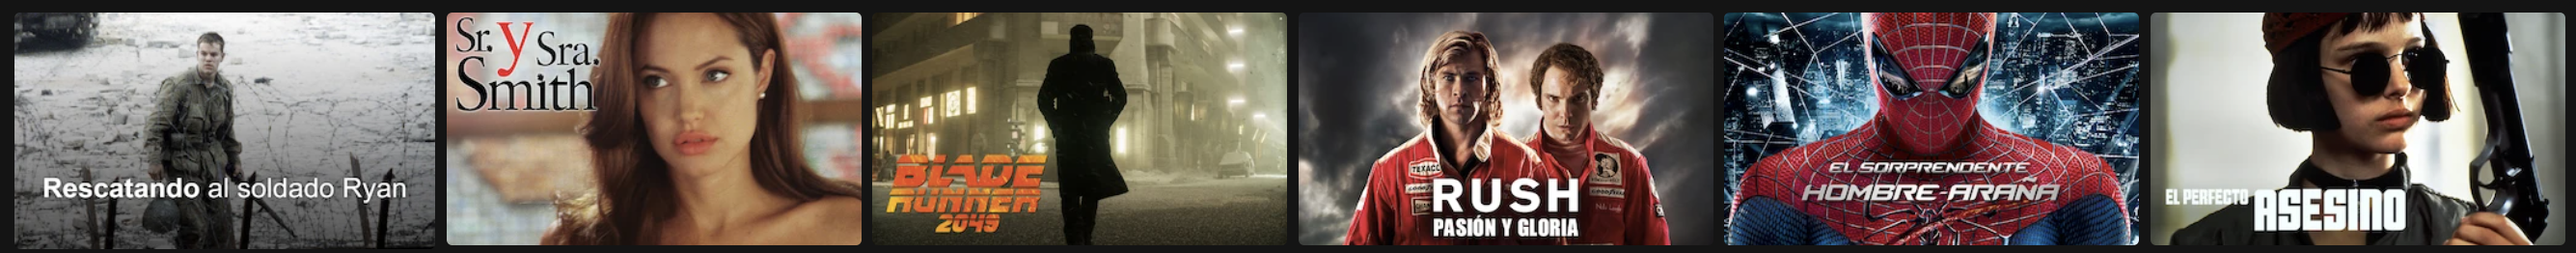 Rescatando al soldado Ryan
Sr. y Sra.
Smith
BLADE
RUNNER
2049
TEXACO
GOODYEAR
RUSH
PASIÓN Y GLORIA
EL SORPRENDENTE
HOMBRE-ARAÑA
EL PERFECTO ASESINO